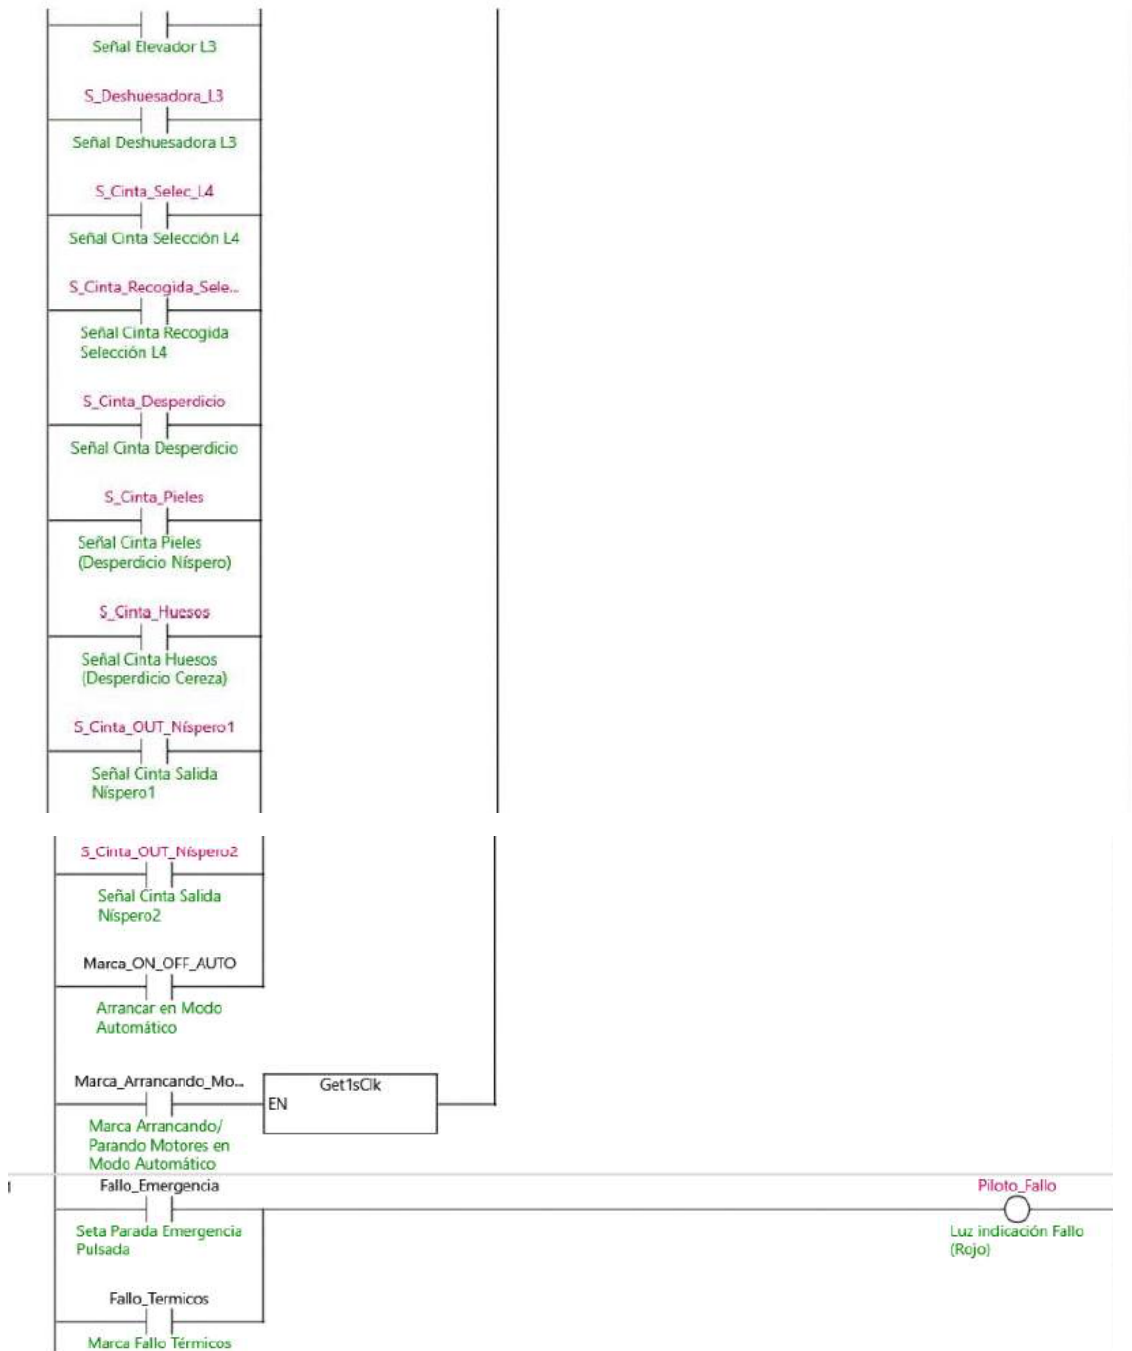 Señal Elevador L3
S_Deshuesadora_L3
Señal Deshuesadora L3
S_Cinta_Selec_L4
Señal Cinta Selección L4
S_Cinta_Recogida_Sele...
Señal Cinta Recogida
Selección L4
S_Cinta_Desperdicio
Señal Cinta Desperdicio
S_Cinta_Pieles
Señal Cinta Pieles
(Desperdicio Níspero)
S_Cinta_Huesos
Señal Cinta Huesos
(Desperdicio Cereza)
S_Cinta_OUT_Níspero1
Señal Cinta Salida
Níspero1
S_Cinta_OUT_Níspero2
Señal Cinta Salida
Níspero2
Marca_ON_OFF_AUTO
Arrancar en Modo
Automático
Marca_Arrancando_Mo...
Get1sClk
EN
Marca Arrancando/
Parando Motores en
Modo Automático
Fallo_Emergencia
Piloto_Fallo
Seta Parada Emergencia
Pulsada
Luz indicación Fallo
(Rojo)
Fallo_Termicos
Marca Fallo Térmicos